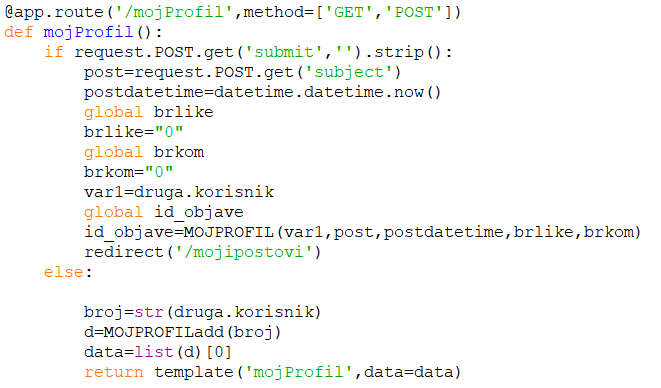 @app.route('/mojProfil',method=['GET','POST'])
def mojProfil():
    if request.POST.get('submit','').strip():
        post=request.POST.get('subject')
        postdatetime=datetime.datetime.now()
        global brlike
        brlike="0"
        global brkom
        brkom="0"
        var1=druga.korisnik
        global id_objave
        id_objave=MOJPROFIL(var1,post,postdatetime,brlike,brkom)
        redirect('/mojipostovi')
    else:

        broj=str(druga.korisnik)
        d=MOJPROFILadd(broj)
        data=list(d)[0]
        return template('mojProfil',data=data)